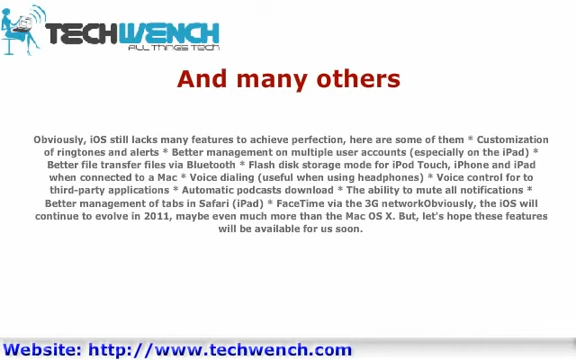 TECHWENCH
ALL THINGS TECH
And many others
Obviously, iOS still lacks many features to achieve perfection, here are some of them * Customization
of ringtones and alerts * Better management on multiple user accounts (especially on the iPad) *
Better file transfer files via Bluetooth * Flash disk storage mode for iPod Touch, iPhone and iPad
when connected to a Mac * Voice dialing (useful when using headphones) * Voice control for to
third-party applications * Automatic podcasts download * The ability to mute all notifications *
Better management of tabs in Safari (iPad) * FaceTime via the 3G networkObviously, the iOS will
continue to evolve in 2011, maybe even much more than the Mac OS X. But, let's hope these features
will be available for us soon.
Website: http://www.techwench.com